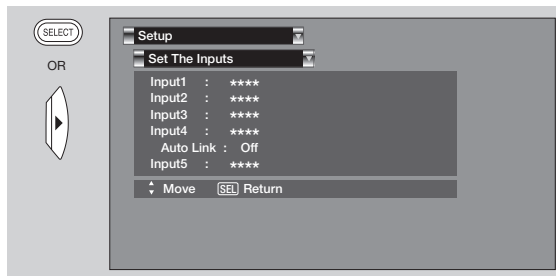 SELECT
OR
Setup
Set The Inputs
Input1 : ****
Input2 : ****
Input3 : ****
Input4 : ****
Auto Link : Off
Input5 : ****
Move SEL Return